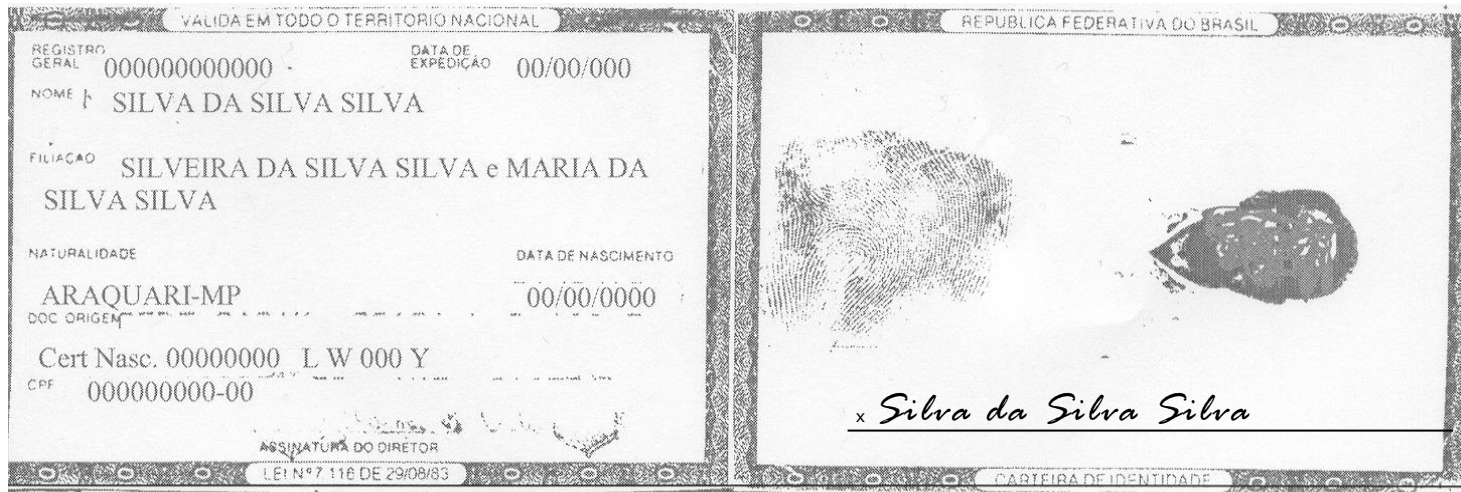 VALIDA EM TODO O TERRITORIO NACIONAL
REGISTRO GERAL 000000000000
DATA DE EXPEDIÇÃO 00/00/000
NOME SILVA DA SILVA SILVA
FILIAÇAO SILVEIRA DA SILVA SILVA e MARIA DA
SILVA SILVA
NATURALIDADE DATA DE NASCIMENTO
ARAQUARI-MP 00/00/0000
DOC ORIGEM
Cert Nasc. 00000000 L W 000 Y
CPF 000000000-00
ASSINATURA DO DIRETOR
LEI Nº 7.116 DE 29/08/83
REPUBLICA FEDERATIVA DO BRASIL
x Silva da Silva Silva
CARTEIRA DE IDENTIDADE